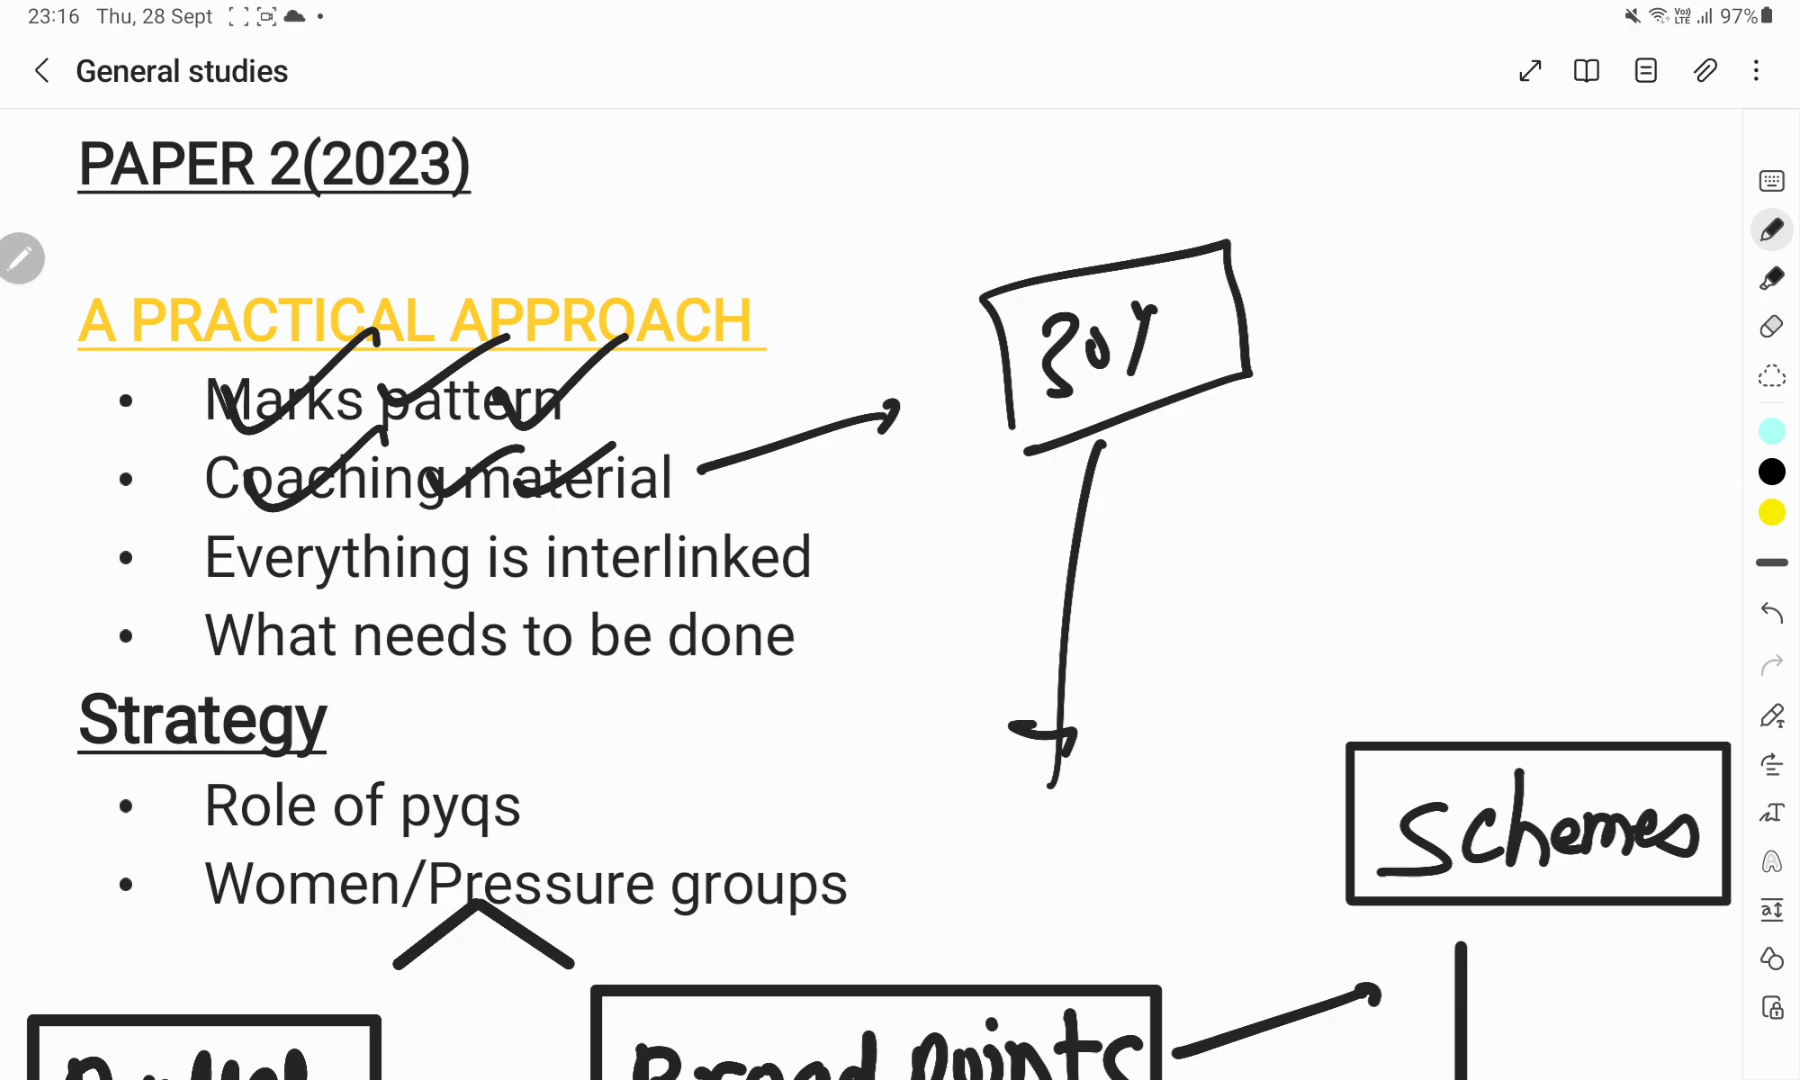 23:16 Thu, 28 Sept
97%
General studies
PAPER 2(2023)
A PRACTICAL APPROACH
• Marks pattern
• Coaching material
• Everything is interlinked
• What needs to be done
Strategy
• Role of pyqs
• Women/Pressure groups
Schemes
Broad points